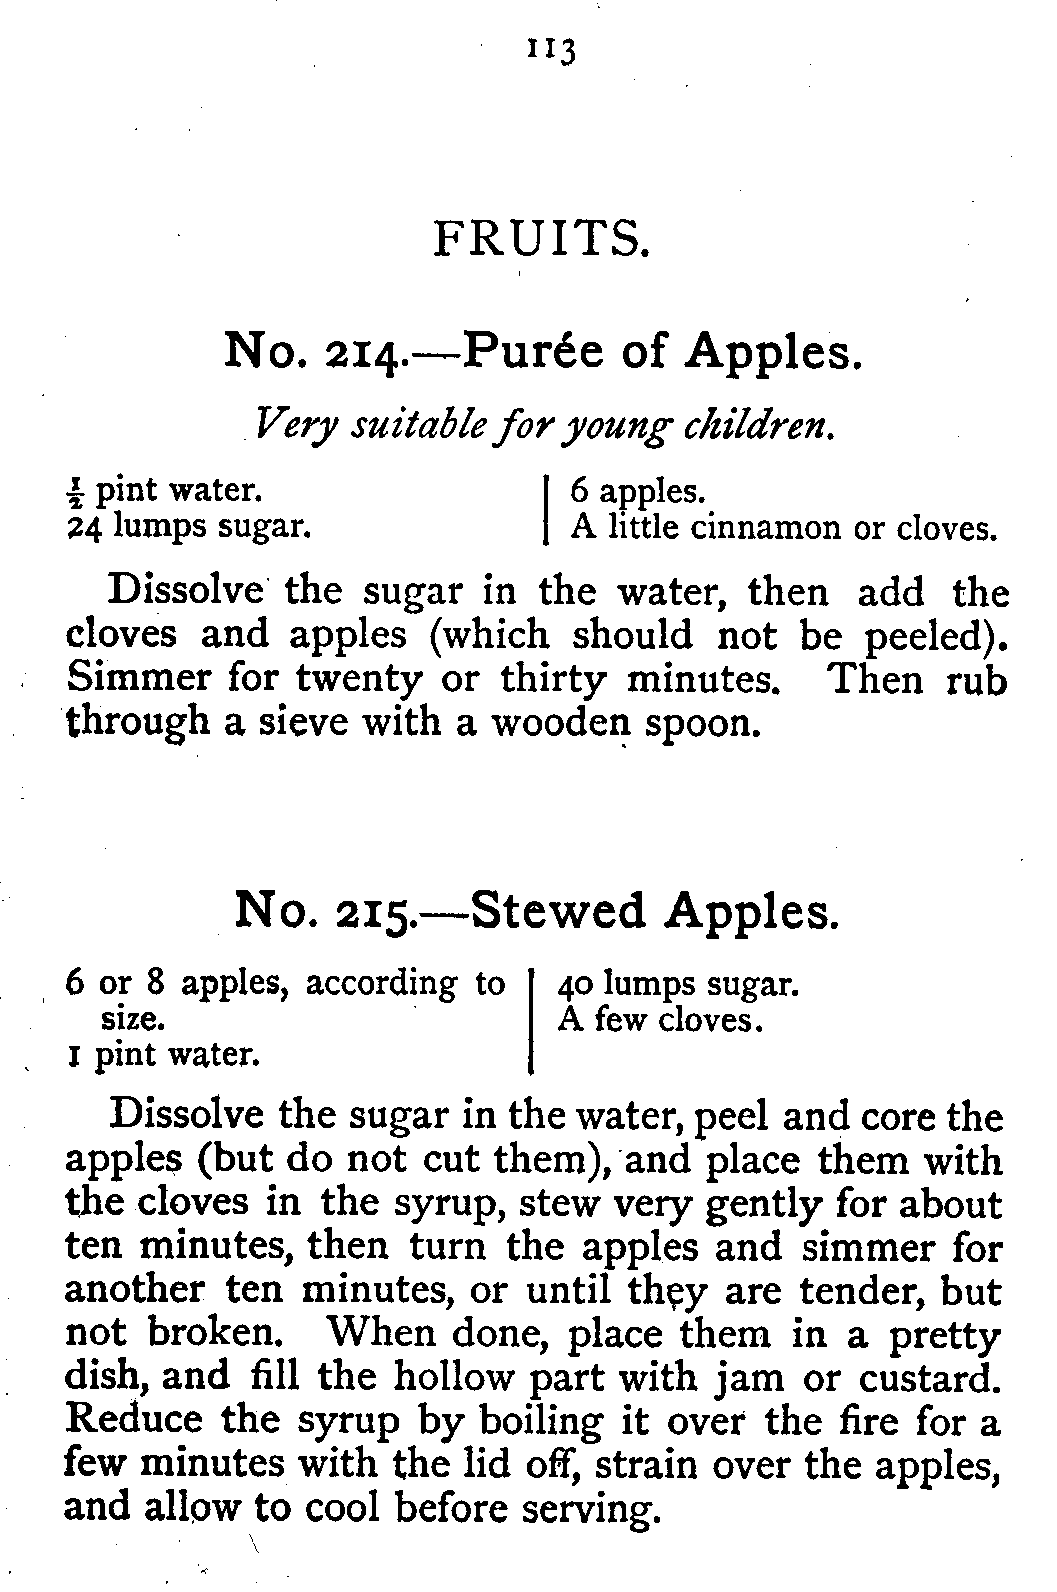 113
FRUITS.
No. 214.—Purée of Apples.
Very suitable for young children.
½ pint water.
24 lumps sugar.
6 apples.
A little cinnamon or cloves.
Dissolve the sugar in the water, then add the
cloves and apples (which should not be peeled).
Simmer for twenty or thirty minutes. Then rub
through a sieve with a wooden spoon.
No. 215.—Stewed Apples.
6 or 8 apples, according to
size.
1 pint water.
40 lumps sugar.
A few cloves.
Dissolve the sugar in the water, peel and core the
apples (but do not cut them), and place them with
the cloves in the syrup, stew very gently for about
ten minutes, then turn the apples and simmer for
another ten minutes, or until they are tender, but
not broken. When done, place them in a pretty
dish, and fill the hollow part with jam or custard.
Reduce the syrup by boiling it over the fire for a
few minutes with the lid off, strain over the apples,
and allow to cool before serving.